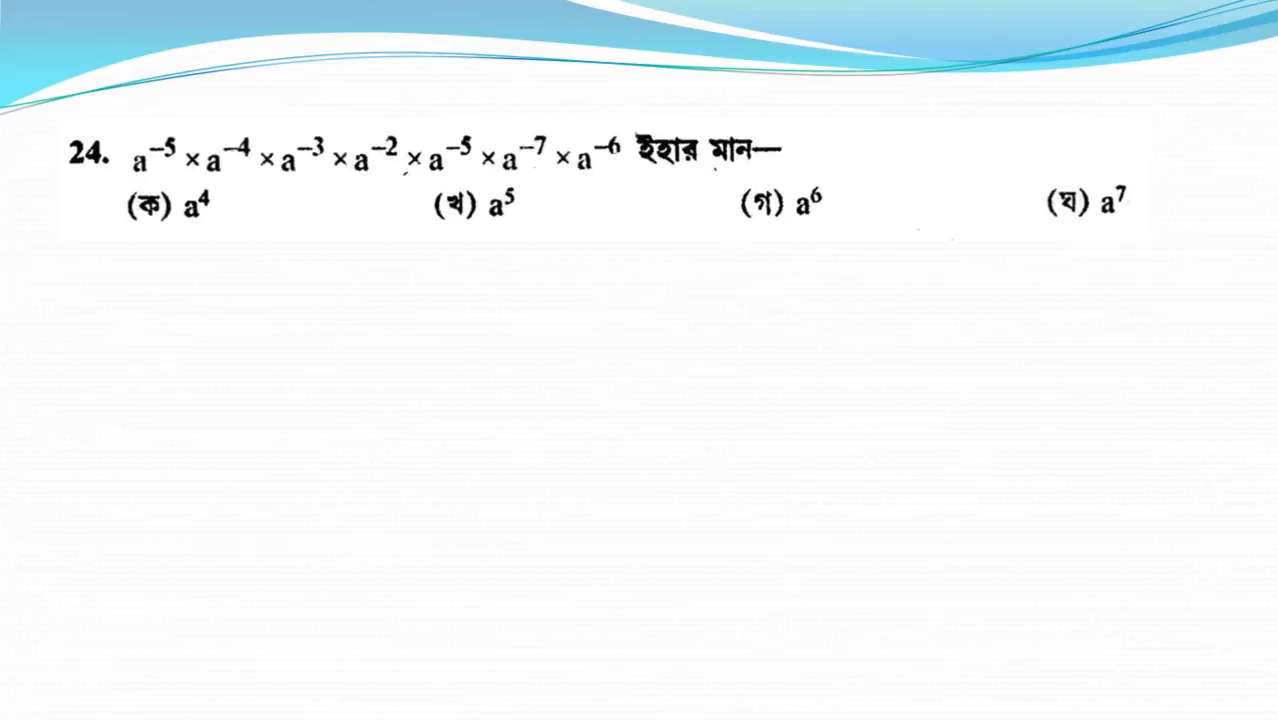 24. a⁻⁵ × a⁻⁴ × a⁻³ × a⁻² × a⁻⁵ × a⁻⁷ × a⁻⁶ ইহার মান—
(ক) a⁴ (খ) a⁵ (গ) a⁶ (ঘ) a⁷